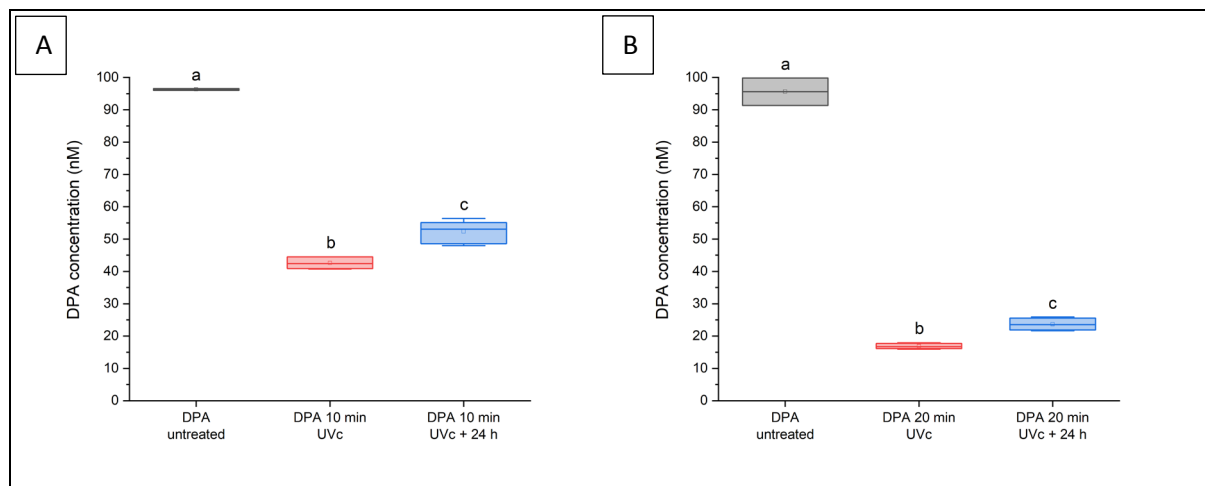 A
DPA concentration (nM)
100
90
80
70
60
50
40
30
20
10
0
a
b
c
DPA
untreated
DPA 10 min
UVc
DPA 10 min
UVc + 24 h
B
DPA concentration (nM)
100
90
80
70
60
50
40
30
20
10
0
a
b
c
DPA
untreated
DPA 20 min
UVc
DPA 20 min
UVc + 24 h